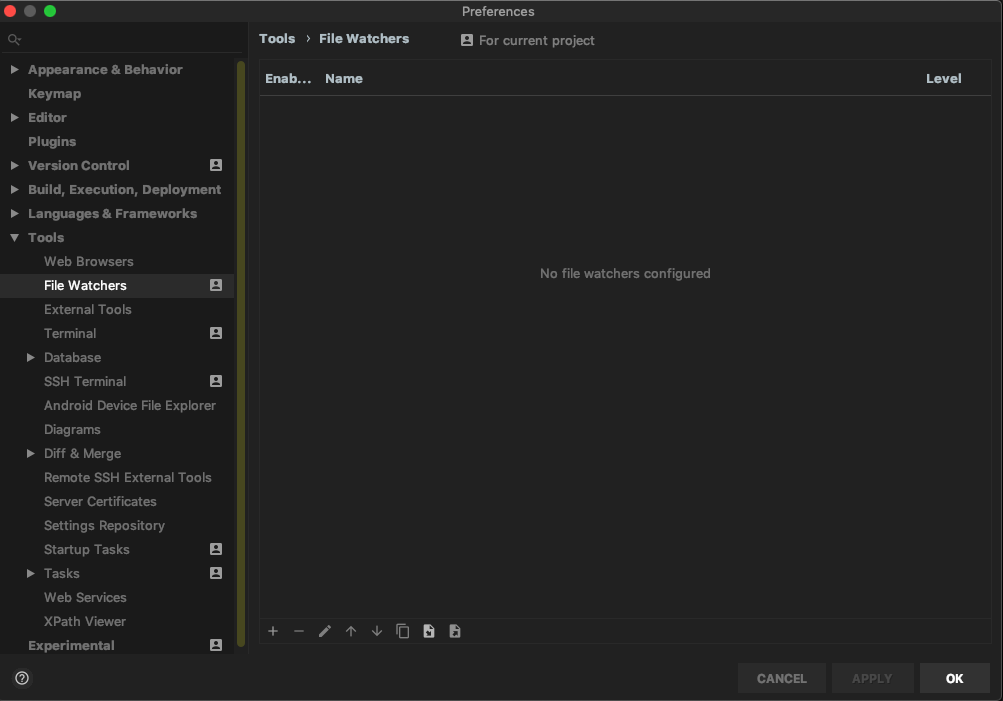 Preferences
Tools › File Watchers
For current project
Appearance & Behavior
Keymap
Editor
Plugins
Version Control
Build, Execution, Deployment
Languages & Frameworks
Tools
Web Browsers
File Watchers
External Tools
Terminal
Database
SSH Terminal
Android Device File Explorer
Diagrams
Diff & Merge
Remote SSH External Tools
Server Certificates
Settings Repository
Startup Tasks
Tasks
Web Services
XPath Viewer
Experimental
Enab... Name Level
No file watchers configured
CANCEL APPLY OK